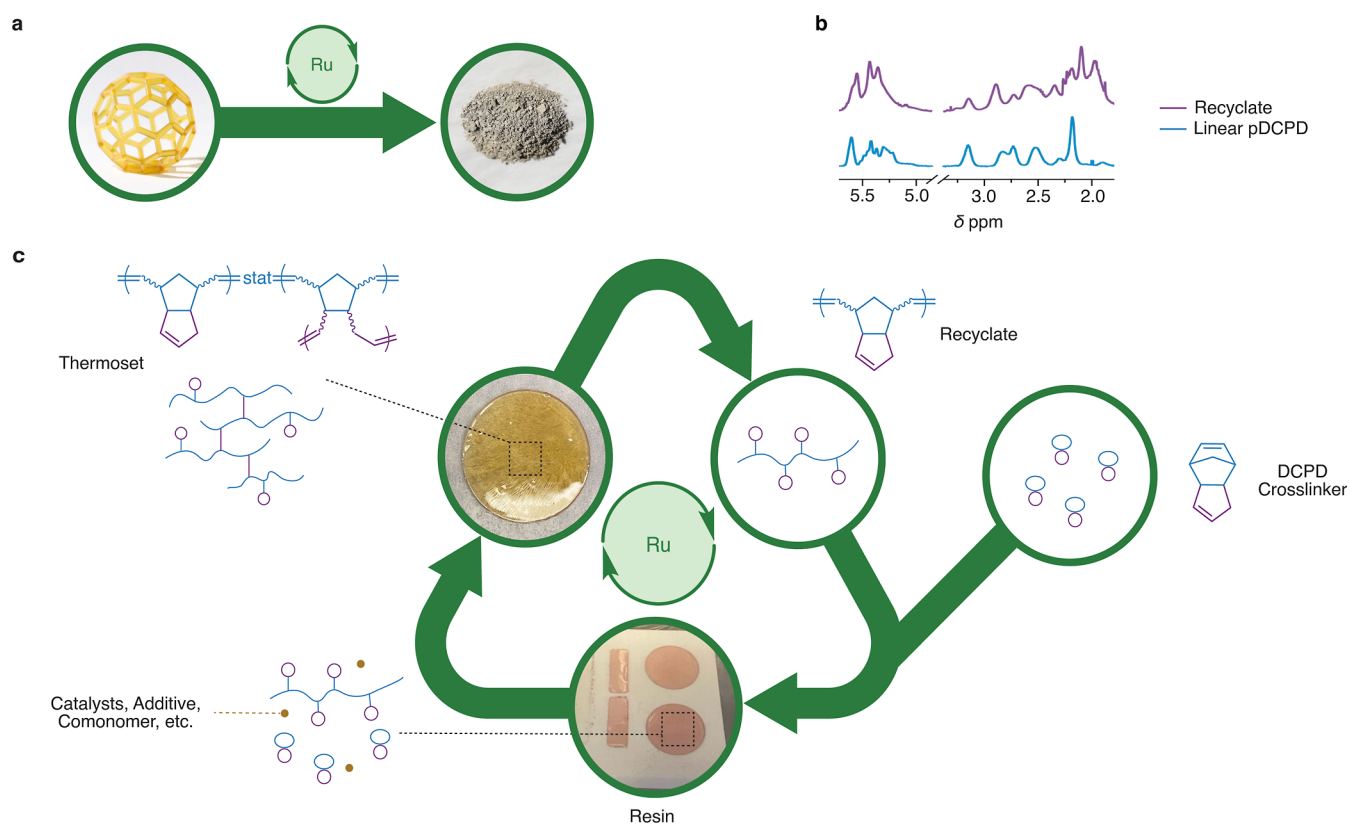 a
Ru
b
Recyclate
Linear pDCPD
5.5 5.0 3.0 2.5 2.0
δ ppm
c
stat
Thermoset
Recyclate
DCPD
Crosslinker
Ru
Catalysts, Additive,
Comonomer, etc.
Resin